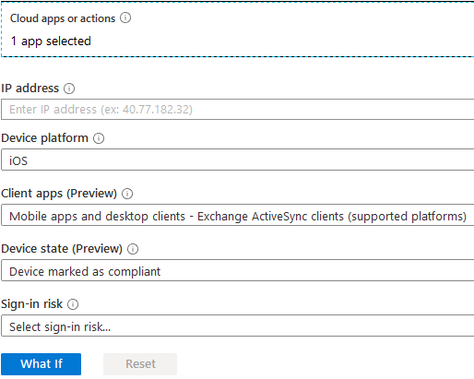 Cloud apps or actions
1 app selected
IP address
Enter IP address (ex: 40.77.182.32)
Device platform
iOS
Client apps (Preview)
Mobile apps and desktop clients - Exchange ActiveSync clients (supported platforms)
Device state (Preview)
Device marked as compliant
Sign-in risk
Select sign-in risk...
What If
Reset